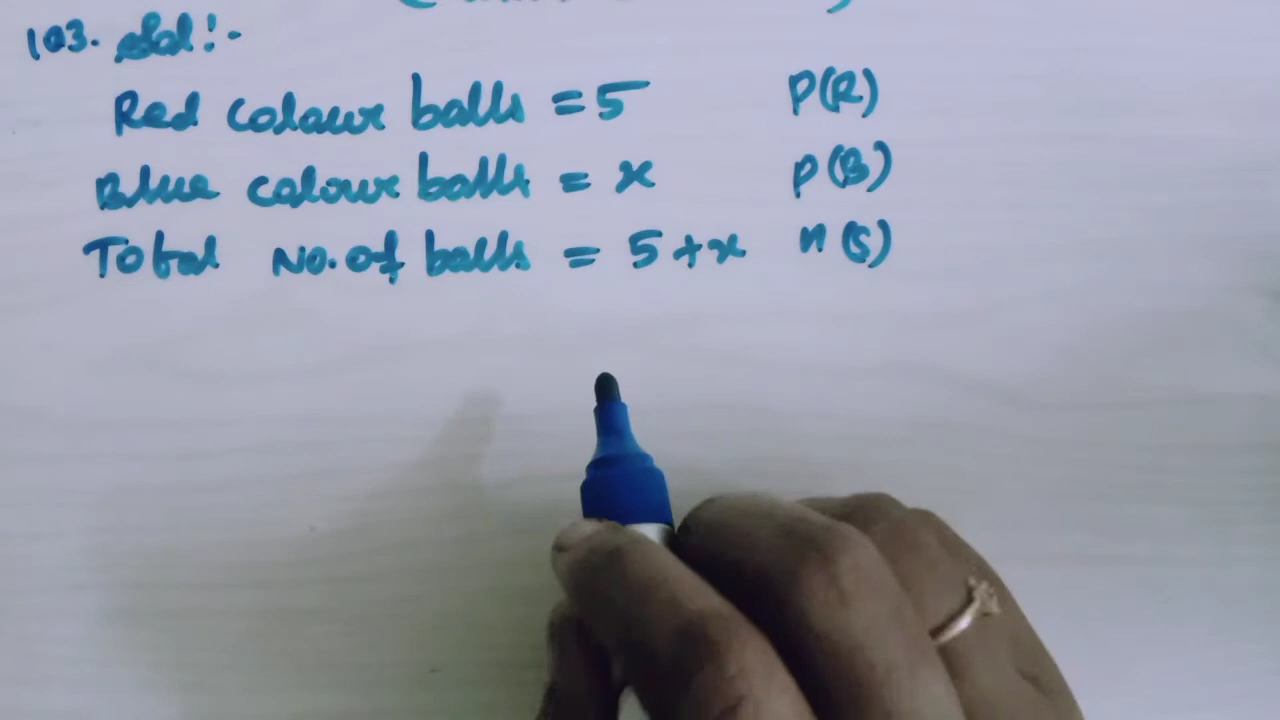 103. Sol:-
Red colour balls = 5 P(R)
Blue colour balls = x P(B)
Total No. of balls = 5+x n(S)